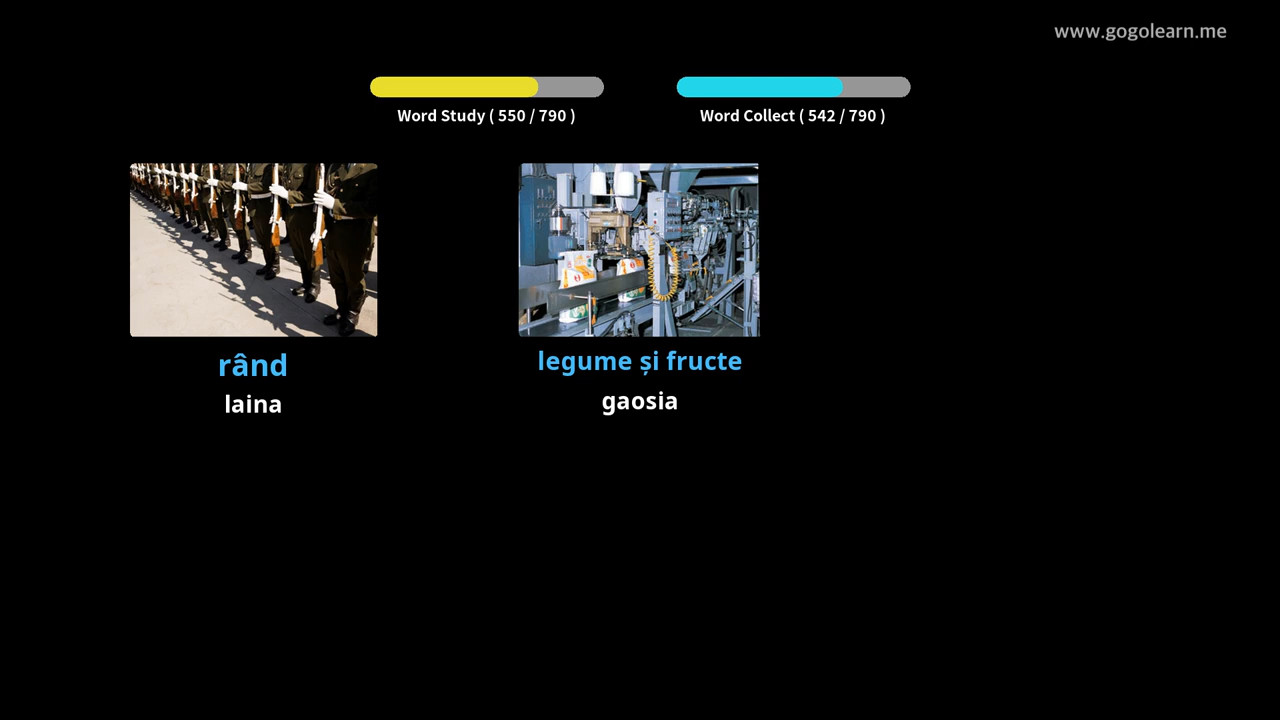 www.gogolearn.me
Word Study ( 550 / 790 )
Word Collect ( 542 / 790 )
rând
laina
legume și fructe
gaosia